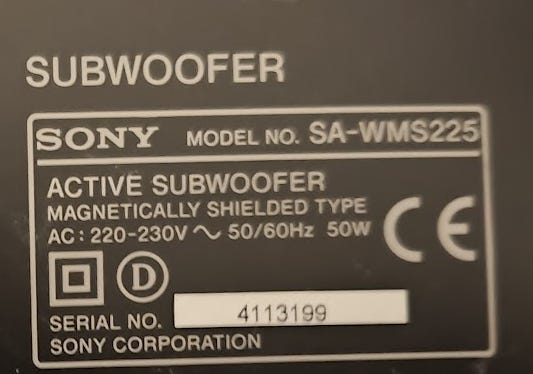 SUBWOOFER
SONY MODEL NO. SA-WMS225
ACTIVE SUBWOOFER
MAGNETICALLY SHIELDED TYPE
AC: 220-230V ~ 50/60Hz 50W
CE
D
SERIAL NO. 4113199
SONY CORPORATION